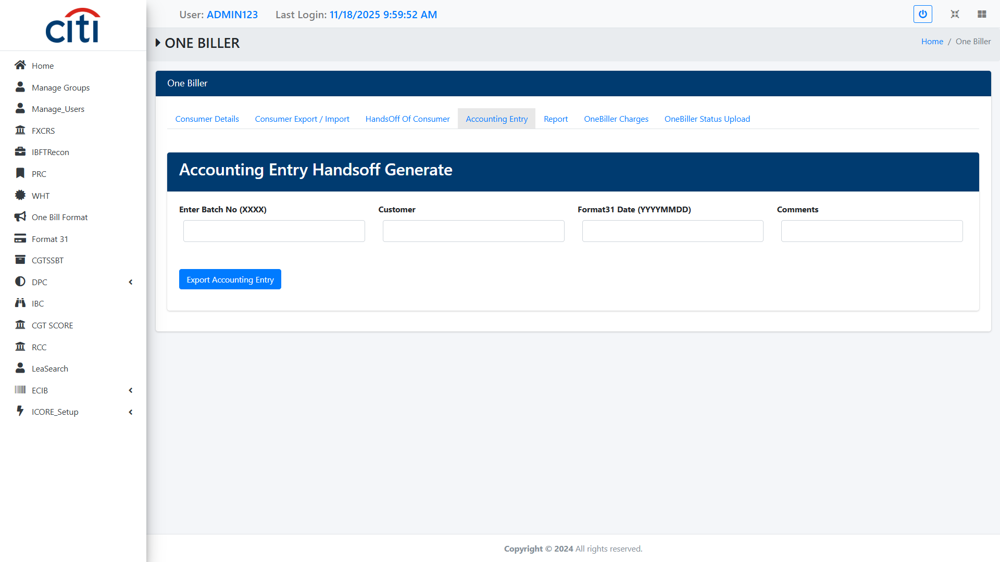 citi
User: ADMIN123 Last Login: 11/18/2025 9:59:52 AM
ONE BILLER
Home / One Biller
Home
Manage Groups
Manage_Users
FXCRS
IBFTRecon
PRC
WHT
One Bill Format
Format 31
CGTSSBT
DPC
IBC
CGT SCORE
RCC
LeaSearch
ECIB
ICORE_Setup
One Biller
Consumer Details Consumer Export / Import HandsOff Of Consumer Accounting Entry Report OneBiller Charges OneBiller Status Upload
Accounting Entry Handsoff Generate
Enter Batch No (XXXX) Customer Format31 Date (YYYYMMDD) Comments
Export Accounting Entry
Copyright © 2024 All rights reserved.